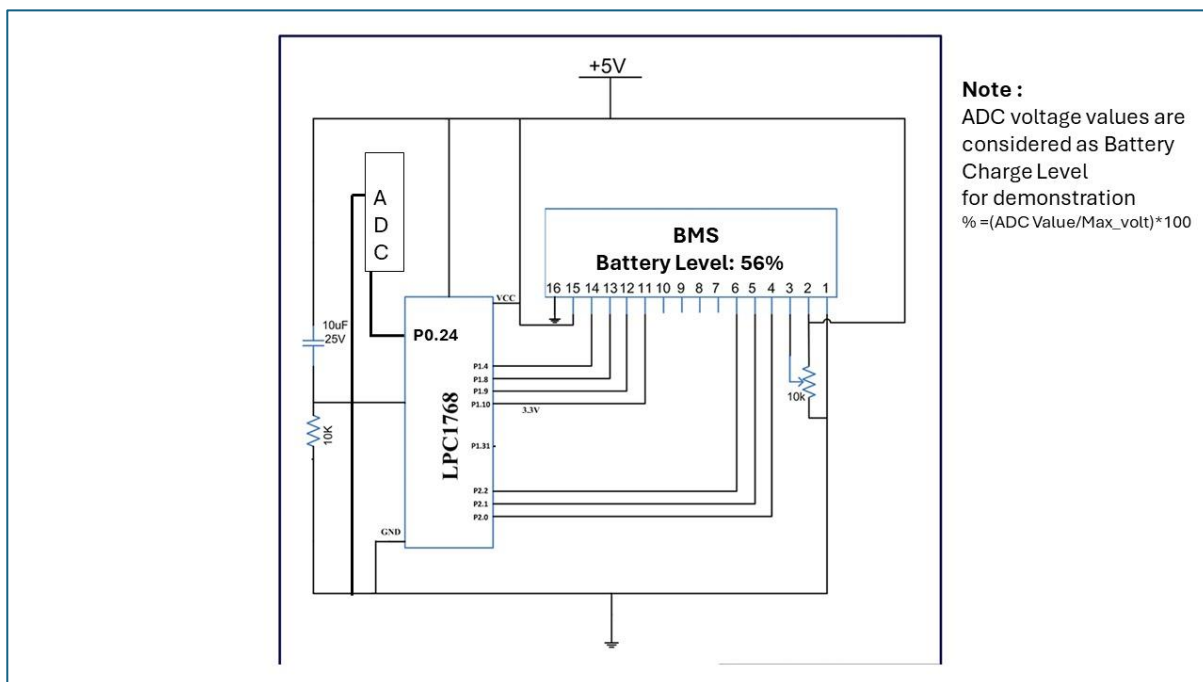 +5V
Note :
ADC voltage values are
considered as Battery
Charge Level
for demonstration
% =(ADC Value/Max_volt)*100
A
D
C
BMS
Battery Level: 56%
16 15 14 13 12 11 10 9 8 7 6 5 4 3 2 1
VCC
10uF
25V
P0.24
P1.4
P1.8
P1.9
P1.10
3.3V
10k
10K
LPC1768
P1.31
P2.2
P2.1
P2.0
GND